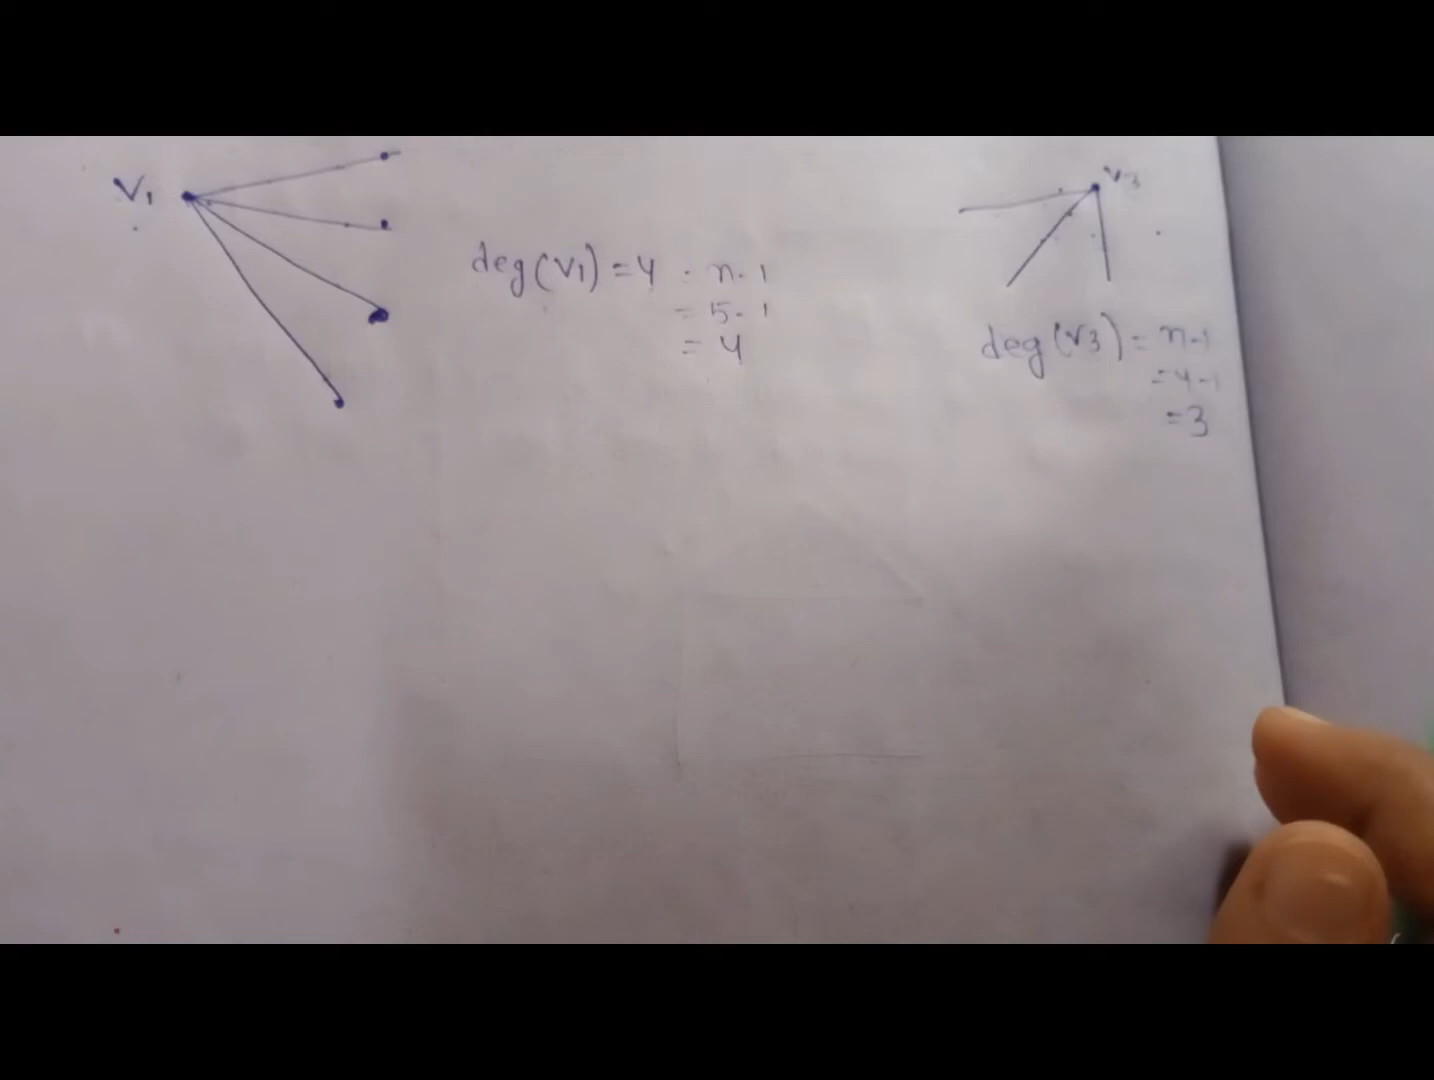 V1
deg(V1) = 4 · n-1
= 5-1
= 4
V3
deg(V3) = n-1
= 4-1
= 3